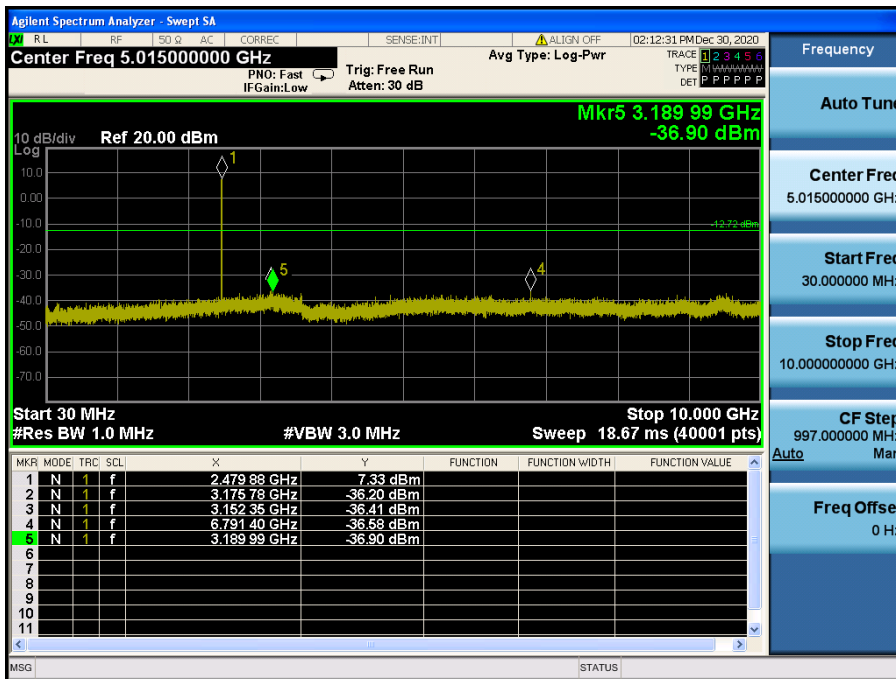 Agilent Spectrum Analyzer - Swept SA
RL RF 50 Ω AC CORREC SENSE:INT ALIGN OFF 02:12:31 PM Dec 30, 2020
Center Freq 5.015000000 GHz
PNO: Fast
IFGain:Low
Trig: Free Run
Atten: 30 dB
Avg Type: Log-Pwr
TRACE 1 2 3 4 5 6
TYPE M
DET P P P P P P
Mkr5 3.189 99 GHz
-36.90 dBm
10 dB/div Ref 20.00 dBm
Log
10.0
0.00
-10.0
-20.0
-30.0
-40.0
-50.0
-60.0
-70.0
1
5
4
-12.72 dBm
Start 30 MHz Stop 10.000 GHz
#Res BW 1.0 MHz #VBW 3.0 MHz Sweep 18.67 ms (40001 pts)
MKR MODE TRC SCL X Y FUNCTION FUNCTION WIDTH FUNCTION VALUE
1 N 1 f 2.479 88 GHz 7.33 dBm
2 N 1 f 3.175 78 GHz -36.20 dBm
3 N 1 f 3.152 35 GHz -36.41 dBm
4 N 1 f 6.791 40 GHz -36.58 dBm
5 N 1 f 3.189 99 GHz -36.90 dBm
6
7
8
9
10
11
MSG STATUS
Frequency
Auto Tun
Center Fre
5.015000000 GH
Start Fre
30.000000 MH
Stop Fre
10.000000000 GH
CF Step
997.000000 MH
Auto Man
Freq Offse
0 H